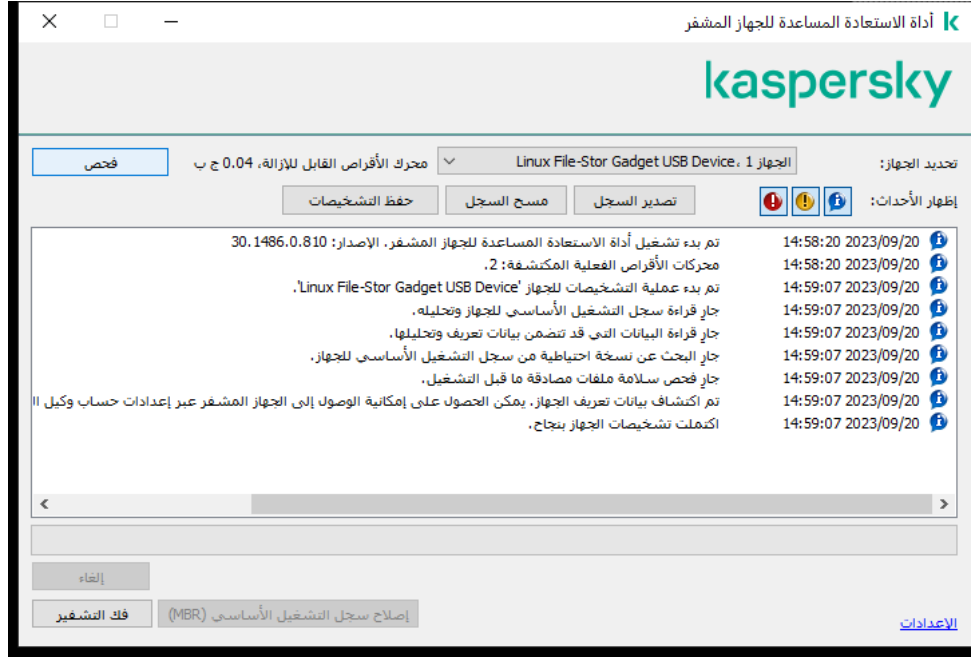 أداة الاستعادة المساعدة للجهاز المشفر
kaspersky
تحديد الجهاز: الجهاز 1 ،Linux File-Stor Gadget USB Device محرك الأقراص القابل للإزالة، 0.04 ج ب فحص
إظهار الأحداث: تصدير السجل مسح السجل حفظ التشخيصات
14:58:20 2023/09/20 تم بدء تشغيل أداة الاستعادة المساعدة للجهاز المشفر. الإصدار: 30.1486.0.810
14:58:20 2023/09/20 محركات الأقراص الفعلية المكتشفة: 2.
14:59:07 2023/09/20 تم بدء عملية التشخيصات للجهاز 'Linux File-Stor Gadget USB Device'.
14:59:07 2023/09/20 جارٍ قراءة سجل التشغيل الأساسي للجهاز وتحليله.
14:59:07 2023/09/20 جارٍ قراءة البيانات التي قد تتضمن بيانات تعريف وتحليلها.
14:59:07 2023/09/20 جارٍ البحث عن نسخة احتياطية من سجل التشغيل الأساسي للجهاز.
14:59:07 2023/09/20 جارٍ فحص سلامة ملفات مصادقة ما قبل التشغيل.
14:59:07 2023/09/20 تم اكتشاف بيانات تعريف الجهاز. يمكن الحصول على إمكانية الوصول إلى الجهاز المشفر عبر إعدادات حساب وكيل ال
14:59:07 2023/09/20 اكتملت تشخيصات الجهاز بنجاح.
إلغاء
إصلاح سجل التشغيل الأساسي (MBR) فك التشفير
الإعدادات